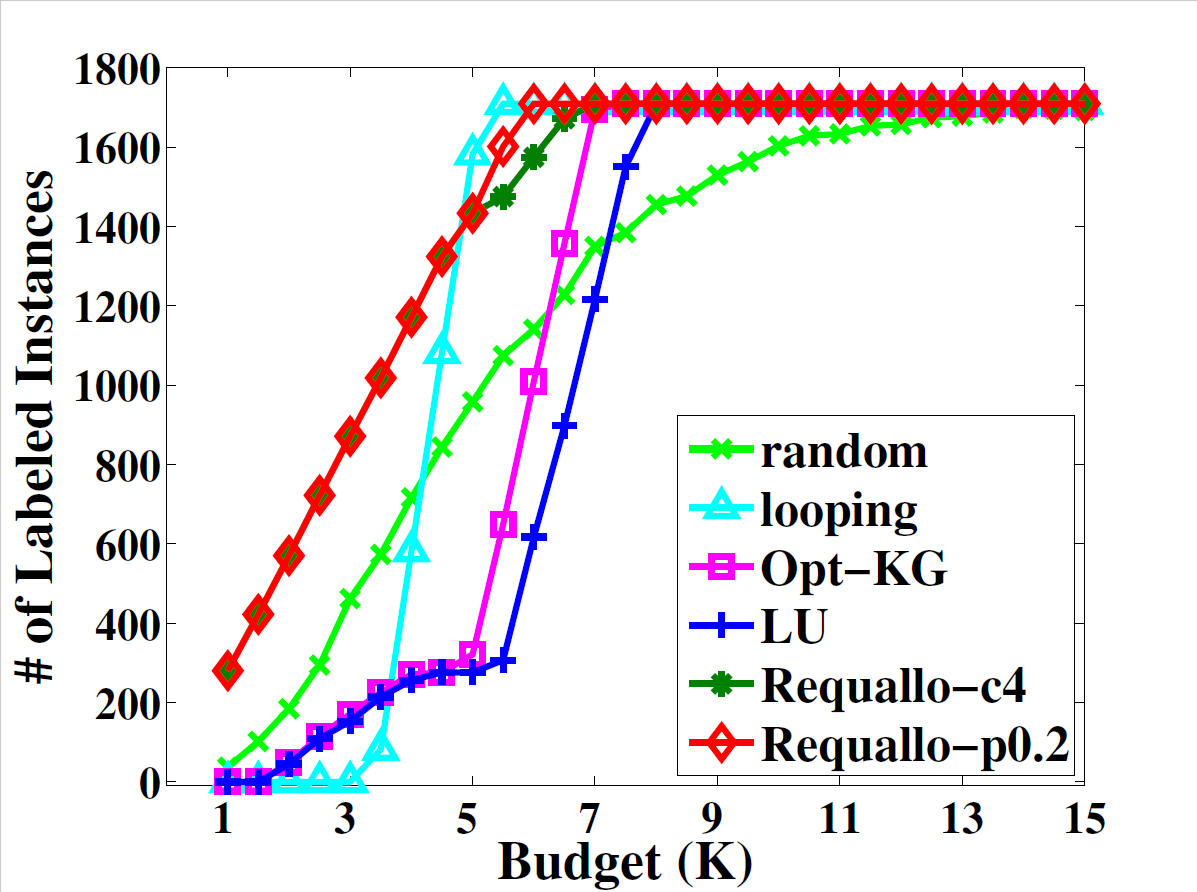 1800
1600
1400
1200
1000
800
600
400
200
0
# of Labeled Instances
1 3 5 7 9 11 13 15
Budget (K)
random
looping
Opt−KG
LU
Requallo−c4
Requallo−p0.2